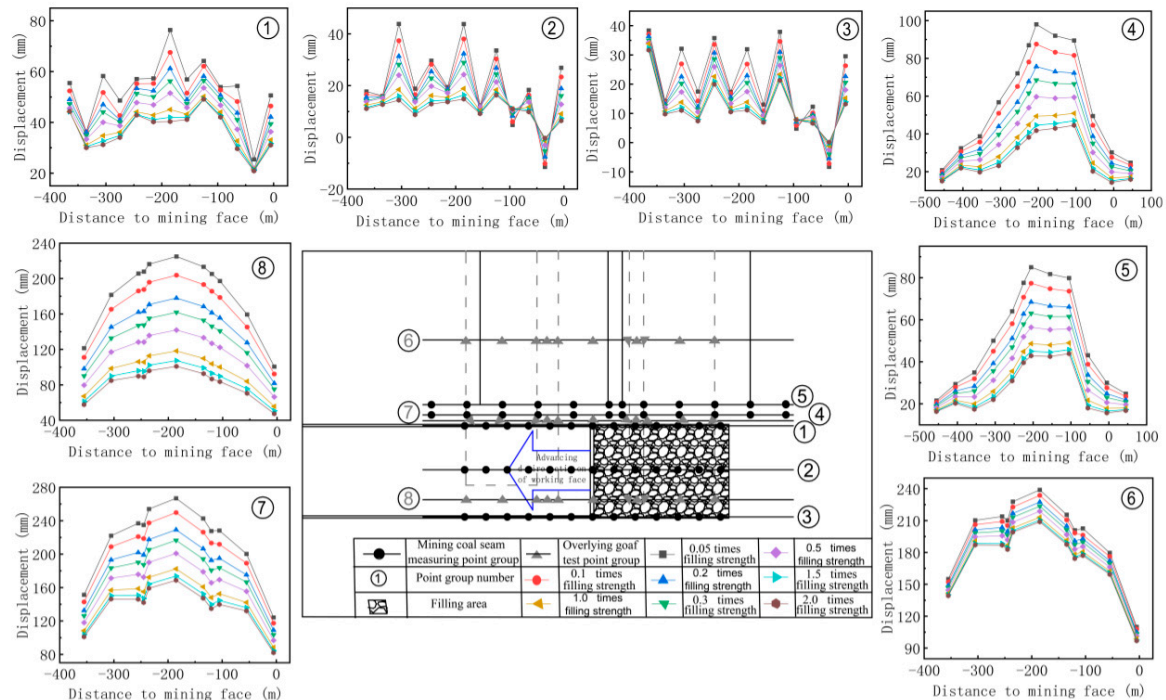 ①
Displacement (mm)
80
60
40
20
-400 -300 -200 -100 0
Distance to mining face (m)
②
Displacement (mm)
40
20
0
-20
-400 -300 -200 -100 0
Distance to mining face (m)
③
Displacement (mm)
40
30
20
10
0
-10
-400 -300 -200 -100 0
Distance to mining face (m)
④
Displacement (mm)
100
80
60
40
20
-500 -400 -300 -200 -100 0 100
Distance to mining face (m)
⑧
Displacement (mm)
240
200
160
120
80
40
-400 -300 -200 -100 0
Distance to mining face (m)
⑤
Displacement (mm)
80
60
40
20
-500 -400 -300 -200 -100 0 100
Distance to mining face (m)
⑦
Displacement (mm)
280
240
200
160
120
80
-400 -300 -200 -100 0
Distance to mining face (m)
⑥
Displacement (mm)
240
210
180
150
120
90
-400 -300 -200 -100 0
Distance to mining face (m)
⑥
⑦
⑤
④
①
②
⑧
③
Advancing
direction
of working face
Mining coal seam
measuring point group
Overlying goaf
test point group
0.05 times
filling strength
0.5 times
filling strength
①
Point group number
0.1 times
filling strength
0.2 times
filling strength
1.5 times
filling strength
Filling area
1.0 times
filling strength
0.3 times
filling strength
2.0 times
filling strength